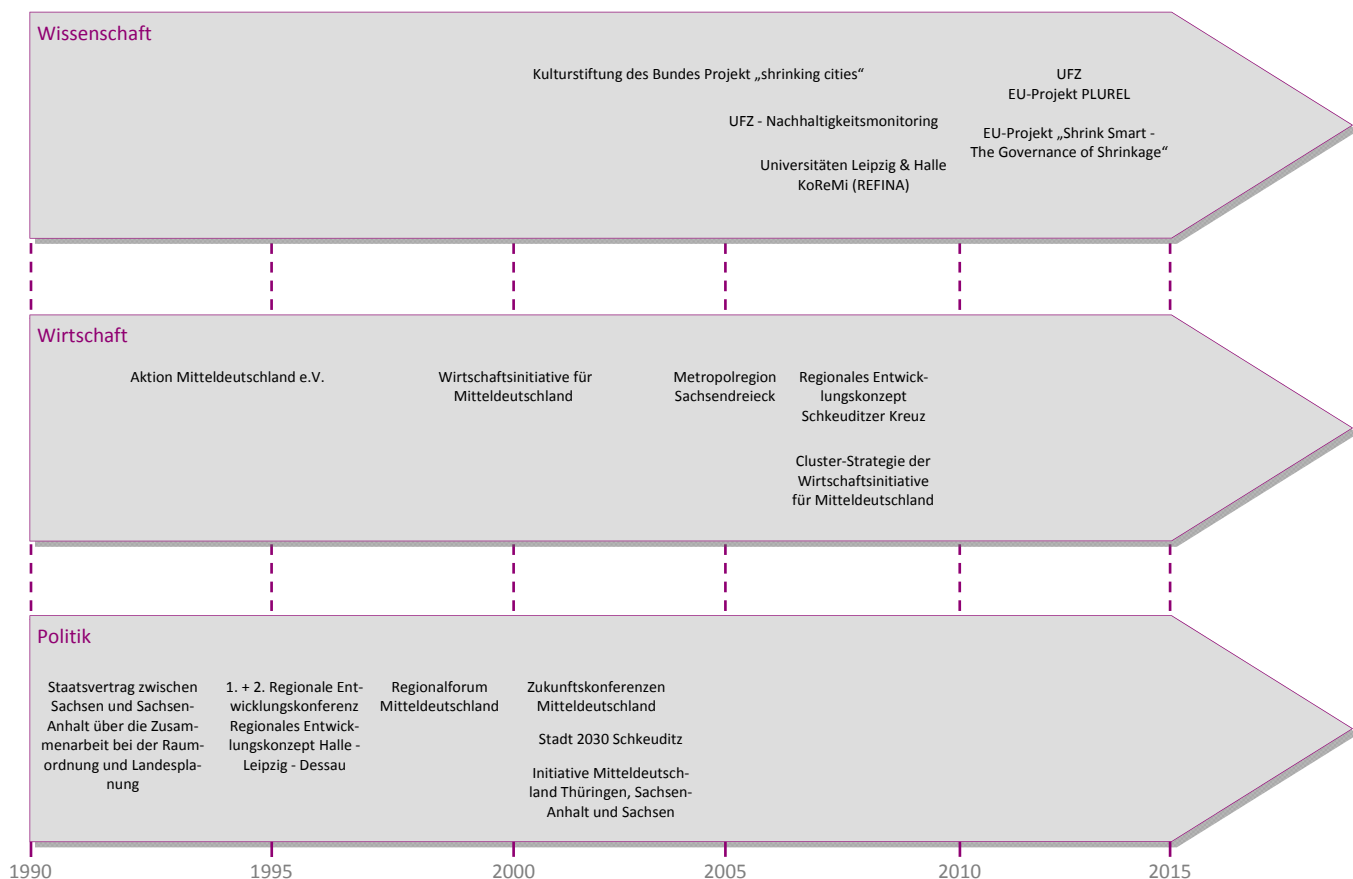 Wissenschaft
Kulturstiftung des Bundes Projekt „shrinking cities“
UFZ
EU-Projekt PLUREL
UFZ - Nachhaltigkeitsmonitoring
EU-Projekt „Shrink Smart -
The Governance of Shrinkage“
Universitäten Leipzig & Halle
KoReMi (REFINA)
Wirtschaft
Aktion Mitteldeutschland e.V.
Wirtschaftsinitiative für
Mitteldeutschland
Metropolregion
Sachsendreieck
Regionales Entwick-
lungskonzept
Schkeuditzer Kreuz
Cluster-Strategie der
Wirtschaftsinitiative
für Mitteldeutschland
Politik
Staatsvertrag zwischen
Sachsen und Sachsen-
Anhalt über die Zusam-
menarbeit bei der Raum-
ordnung und Landespla-
nung
1. + 2. Regionale Ent-
wicklungskonferenz
Regionales Entwick-
lungskonzept Halle -
Leipzig - Dessau
Regionalforum
Mitteldeutschland
Zukunftskonferenzen
Mitteldeutschland
Stadt 2030 Schkeuditz
Initiative Mitteldeutsch-
land Thüringen, Sachsen-
Anhalt und Sachsen
1990
1995
2000
2005
2010
2015